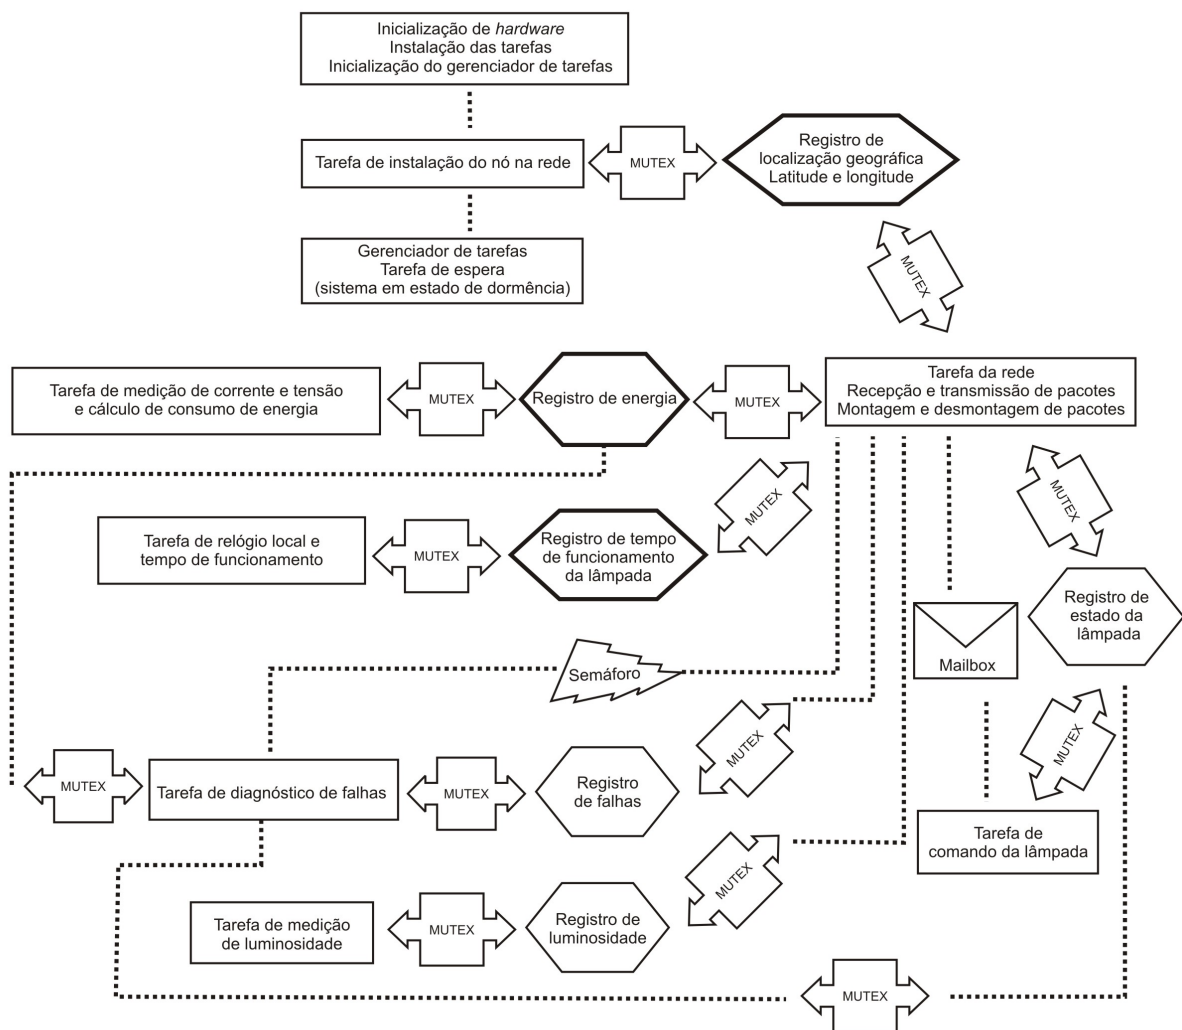 Inicialização de hardware
Instalação das tarefas
Inicialização do gerenciador de tarefas
Tarefa de instalação do nó na rede
MUTEX
Registro de
localização geográfica
Latitude e longitude
Gerenciador de tarefas
Tarefa de espera
(sistema em estado de dormência)
MUTEX
Tarefa de medição de corrente e tensão
e cálculo de consumo de energia
MUTEX
Registro de energia
MUTEX
Tarefa da rede
Recepção e transmissão de pacotes
Montagem e desmontagem de pacotes
MUTEX
MUTEX
Tarefa de relógio local e
tempo de funcionamento
MUTEX
Registro de tempo
de funcionamento
da lâmpada
Registro de
estado da
lâmpada
Mailbox
Semáforo
MUTEX
MUTEX
MUTEX
Tarefa de diagnóstico de falhas
MUTEX
Registro
de falhas
Tarefa de
comando da lâmpada
MUTEX
Tarefa de medição
de luminosidade
MUTEX
Registro de
luminosidade
MUTEX